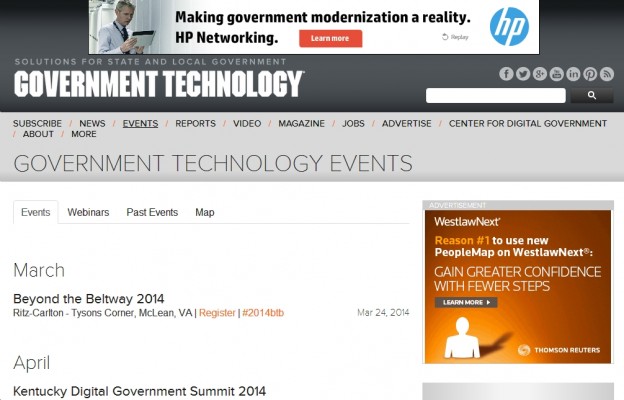 Making government modernization a reality.
HP Networking.
Learn more
Replay
hp
SOLUTIONS FOR STATE AND LOCAL GOVERNMENT
GOVERNMENT TECHNOLOGY
SUBSCRIBE / NEWS / EVENTS / REPORTS / VIDEO / MAGAZINE / JOBS / ADVERTISE / CENTER FOR DIGITAL GOVERNMENT
/ ABOUT / MORE
GOVERNMENT TECHNOLOGY EVENTS
Events Webinars Past Events Map
March
Beyond the Beltway 2014
Ritz-Carlton - Tysons Corner, McLean, VA | Register | #2014btb Mar 24, 2014
April
Kentucky Digital Government Summit 2014
ADVERTISEMENT
WestlawNext®
Reason #1 to use new
PeopleMap on WestlawNext®:
GAIN GREATER CONFIDENCE
WITH FEWER STEPS
LEARN MORE
THOMSON REUTERS